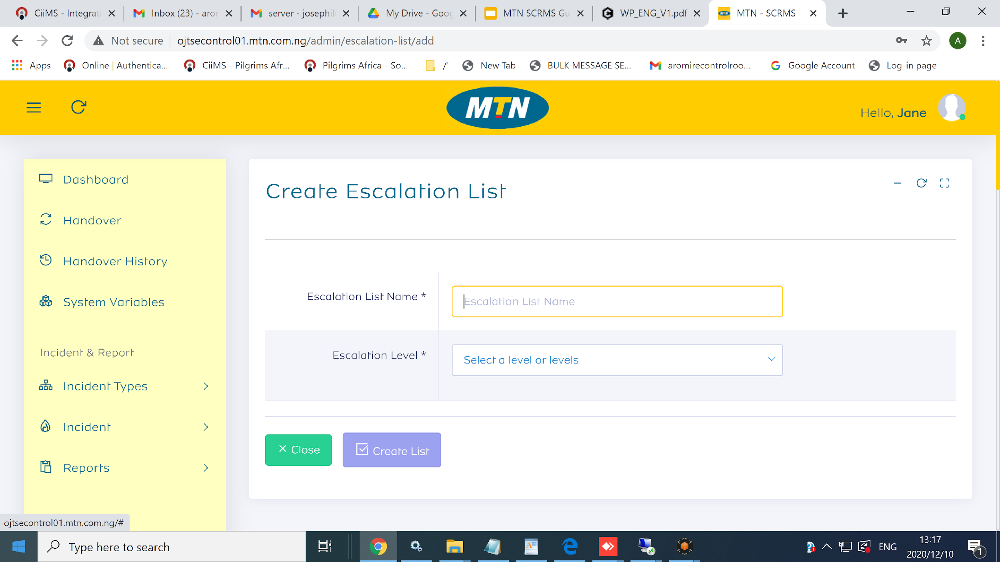 CiiMS - Integrati
Inbox (23) - aror
server - josephil
My Drive - Goog
MTN SCRMS Gu
WP_ENG_V1.pdf
MTN - SCRMS
Not secure
ojtsecontrol01.mtn.com.ng/admin/escalation-list/add
A
Apps
Online | Authentica...
CiiMS - Pilgrims Afr...
Pilgrims Africa - So...
/'
New Tab
BULK MESSAGE SE...
aromirecontrolroo...
Google Account
Log-in page
MTN
Hello, Jane
Dashboard
Handover
Handover History
System Variables
Incident & Report
Incident Types
Incident
Reports
Create Escalation List
Escalation List Name *
Escalation List Name
Escalation Level *
Select a level or levels
Close
Create List
ojtsecontrol01.mtn.com.ng/#
Type here to search
ENG
13:17
2020/12/10
1